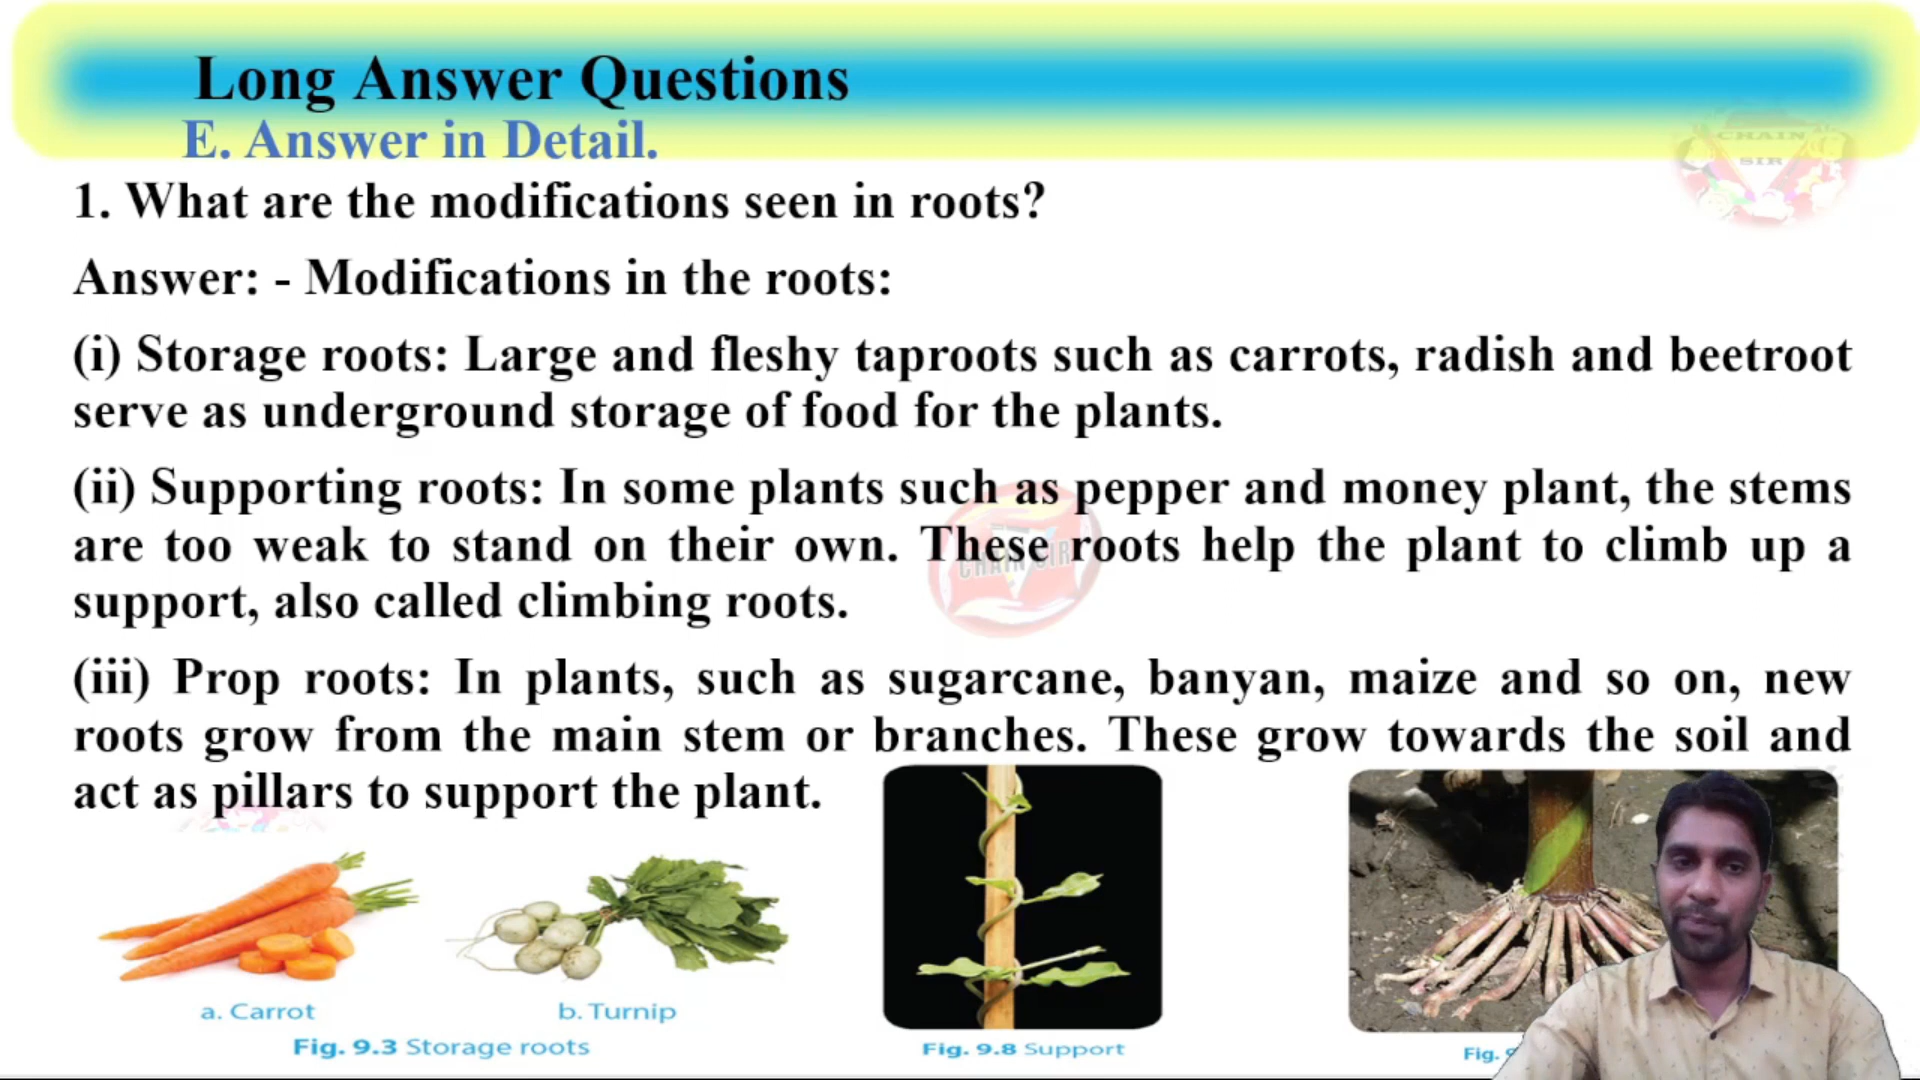 Long Answer Questions
E. Answer in Detail.
CHAIN
SIR
1. What are the modifications seen in roots?
Answer: - Modifications in the roots:
(i) Storage roots: Large and fleshy taproots such as carrots, radish and beetroot
serve as underground storage of food for the plants.
(ii) Supporting roots: In some plants such as pepper and money plant, the stems
are too weak to stand on their own. These roots help the plant to climb up a
CHAIN SIR
support, also called climbing roots.
(iii) Prop roots: In plants, such as sugarcane, banyan, maize and so on, new
roots grow from the main stem or branches. These grow towards the soil and
act as pillars to support the plant.
a. Carrot
b. Turnip
Fig. 9.3 Storage roots
Fig. 9.8 Support
Fig.